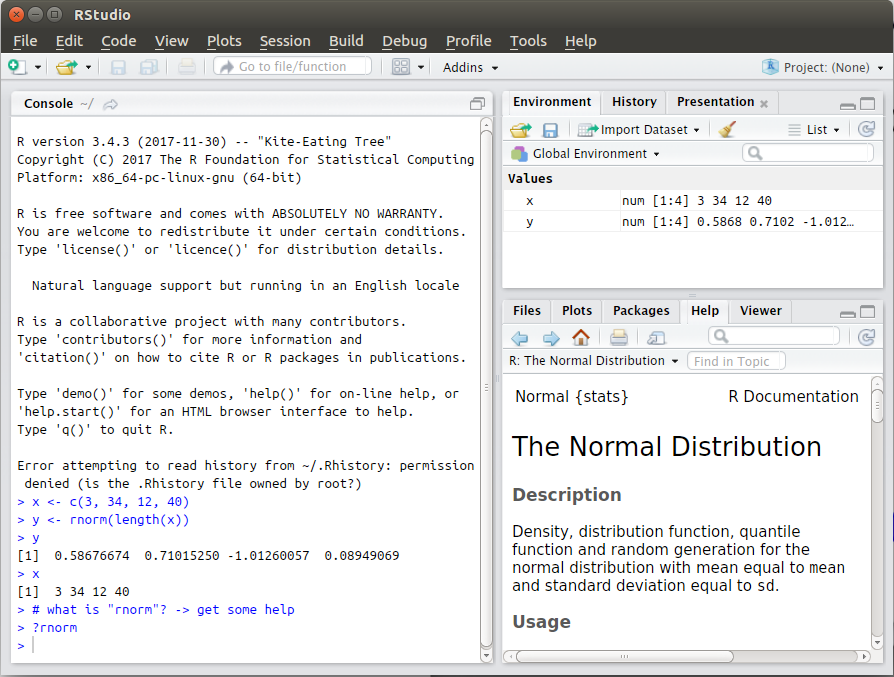 RStudio
File Edit Code View Plots Session Build Debug Profile Tools Help
Go to file/function Addins Project: (None)
Console ~/
R version 3.4.3 (2017-11-30) -- "Kite-Eating Tree"
Copyright (C) 2017 The R Foundation for Statistical Computing
Platform: x86_64-pc-linux-gnu (64-bit)
R is free software and comes with ABSOLUTELY NO WARRANTY.
You are welcome to redistribute it under certain conditions.
Type 'license()' or 'licence()' for distribution details.
Natural language support but running in an English locale
R is a collaborative project with many contributors.
Type 'contributors()' for more information and
'citation()' on how to cite R or R packages in publications.
Type 'demo()' for some demos, 'help()' for on-line help, or
'help.start()' for an HTML browser interface to help.
Type 'q()' to quit R.
Error attempting to read history from ~/.Rhistory: permission
denied (is the .Rhistory file owned by root?)
> x <- c(3, 34, 12, 40)
> y <- rnorm(length(x))
> y
[1]  0.58676674  0.71015250 -1.01260057  0.08949069
> x
[1]  3 34 12 40
> # what is "rnorm"? -> get some help
> ?rnorm
>
Environment History Presentation
Import Dataset List
Global Environment
Values
x num [1:4] 3 34 12 40
y num [1:4] 0.5868 0.7102 -1.012…
Files Plots Packages Help Viewer
R: The Normal Distribution Find in Topic
Normal {stats} R Documentation
The Normal Distribution
Description
Density, distribution function, quantile
function and random generation for the
normal distribution with mean equal to mean
and standard deviation equal to sd.
Usage